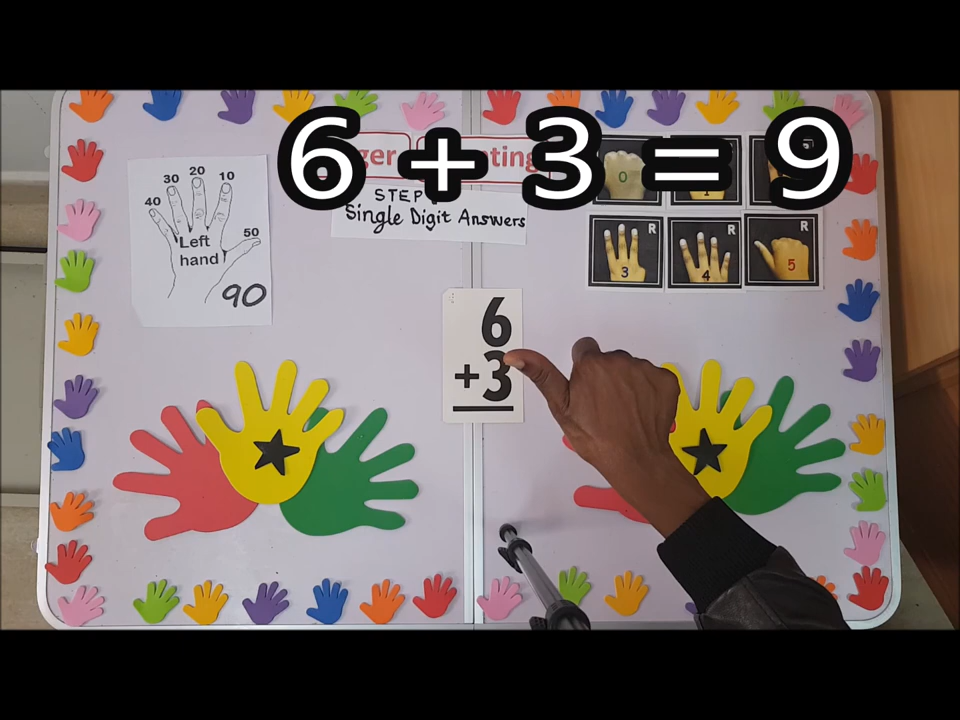 6 + 3 = 9
STEP
Single Digit Answers
40 30 20 10 50
Left
hand
90
0
R
3
R
4
R
5
6
+3